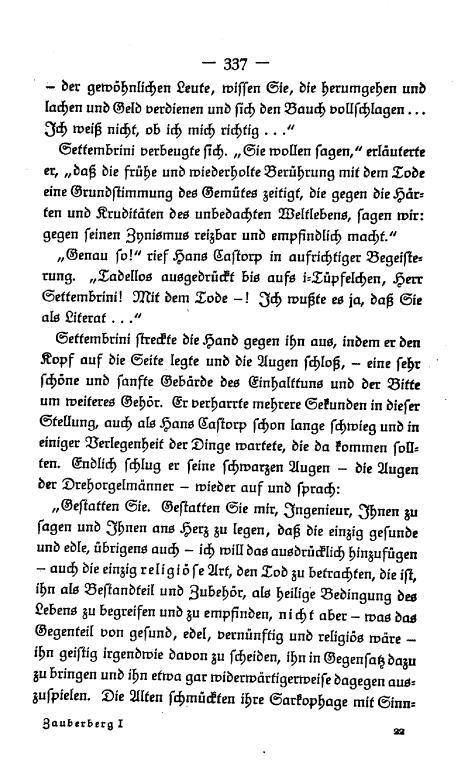 — 337 —
– der gewöhnlichen Leute, wissen Sie, die herumgehen und
lachen und Geld verdienen und sich den Bauch vollschlagen . . .
Ich weiß nicht, ob ich mich richtig . . .“
Settembrini verbeugte sich. „Sie wollen sagen,“ erläuterte
er, „daß die frühe und wiederholte Berührung mit dem Tode
eine Grundstimmung des Gemütes zeitigt, die gegen die Här-
ten und Kruditäten des unbedachten Weltlebens, sagen wir:
gegen seinen Zynismus reizbar und empfindlich macht.“
„Genau so!“ rief Hans Castorp in aufrichtiger Begeiste-
rung. „Tadellos ausgedrückt bis aufs i-Tüpfelchen, Herr
Settembrini! Mit dem Tode –! Ich wußte es ja, daß Sie
als Literat . . .“
Settembrini streckte die Hand gegen ihn aus, indem er den
Kopf auf die Seite legte und die Augen schloß, – eine sehr
schöne und sanfte Gebärde des Einhalttuns und der Bitte
um weiteres Gehör. Er verharrte mehrere Sekunden in dieser
Stellung, auch als Hans Castorp schon lange schwieg und in
einiger Verlegenheit der Dinge wartete, die da kommen soll-
ten. Endlich schlug er seine schwarzen Augen – die Augen
der Drehorgelmänner – wieder auf und sprach:
„Gestatten Sie. Gestatten Sie mir, Ingenieur, Ihnen zu
sagen und Ihnen ans Herz zu legen, daß die einzig gesunde
und edle, übrigens auch – ich will das ausdrücklich hinzufügen
– auch die einzig religiöse Art, den Tod zu betrachten, die ist,
ihn als Bestandteil und Zubehör, als heilige Bedingung des
Lebens zu begreifen und zu empfinden, nicht aber – was das
Gegenteil von gesund, edel, vernünftig und religiös wäre –
ihn geistig irgendwie davon zu scheiden, ihn in Gegensatz dazu
zu bringen und ihn etwa gar widerwärtigerweise dagegen aus-
zuspielen. Die Alten schmückten ihre Sarkophage mit Sinn-
Zauberberg I
22